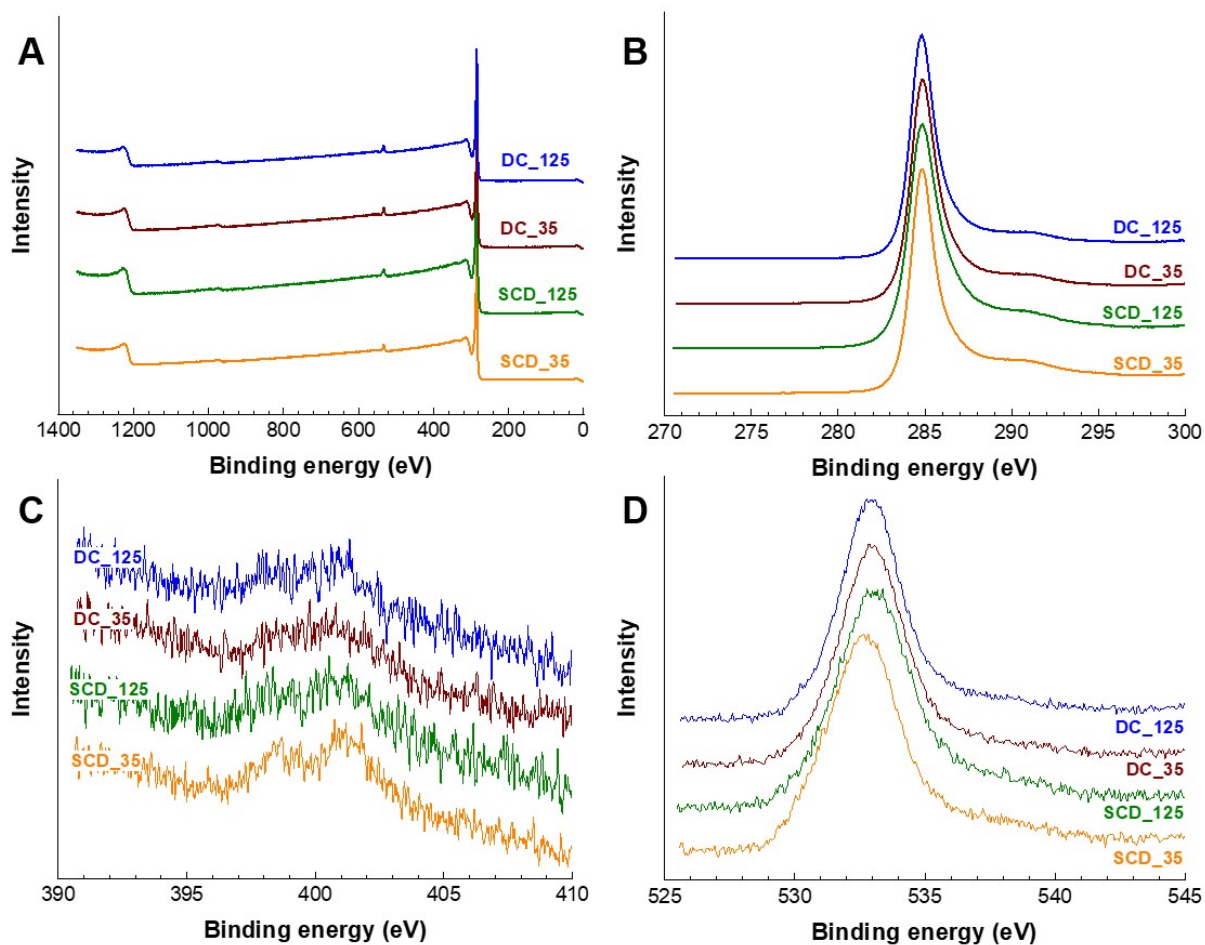 A
Intensity
DC_125
DC_35
SCD_125
SCD_35
1400 1200 1000 800 600 400 200 0
Binding energy (eV)
B
Intensity
DC_125
DC_35
SCD_125
SCD_35
270 275 280 285 290 295 300
Binding energy (eV)
C
Intensity
DC_125
DC_35
SCD_125
SCD_35
390 395 400 405 410
Binding energy (eV)
D
Intensity
DC_125
DC_35
SCD_125
SCD_35
525 530 535 540 545
Binding energy (eV)